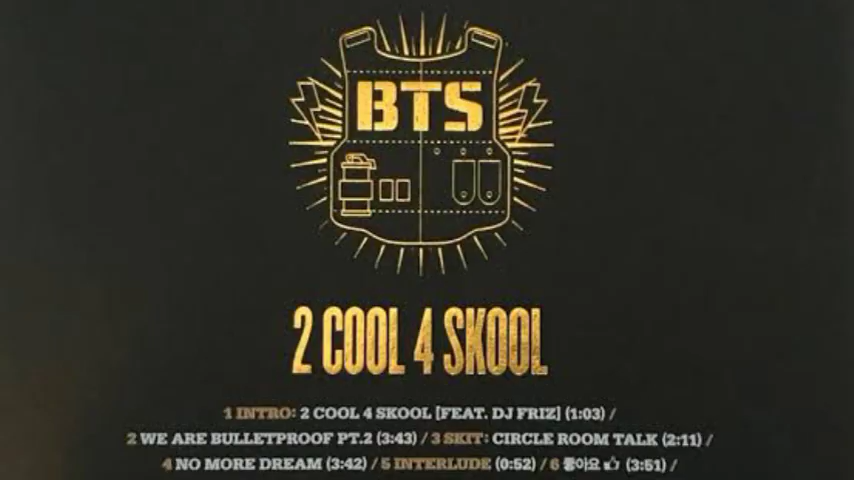 BTS
2 COOL 4 SKOOL
1 INTRO: 2 COOL 4 SKOOL [FEAT. DJ FRIZ] (1:03) /
2 WE ARE BULLETPROOF PT.2 (3:43) / 3 SKIT: CIRCLE ROOM TALK (2:11) /
4 NO MORE DREAM (3:42) / 5 INTERLUDE (0:52) / 6 좋아요 (3:51) /